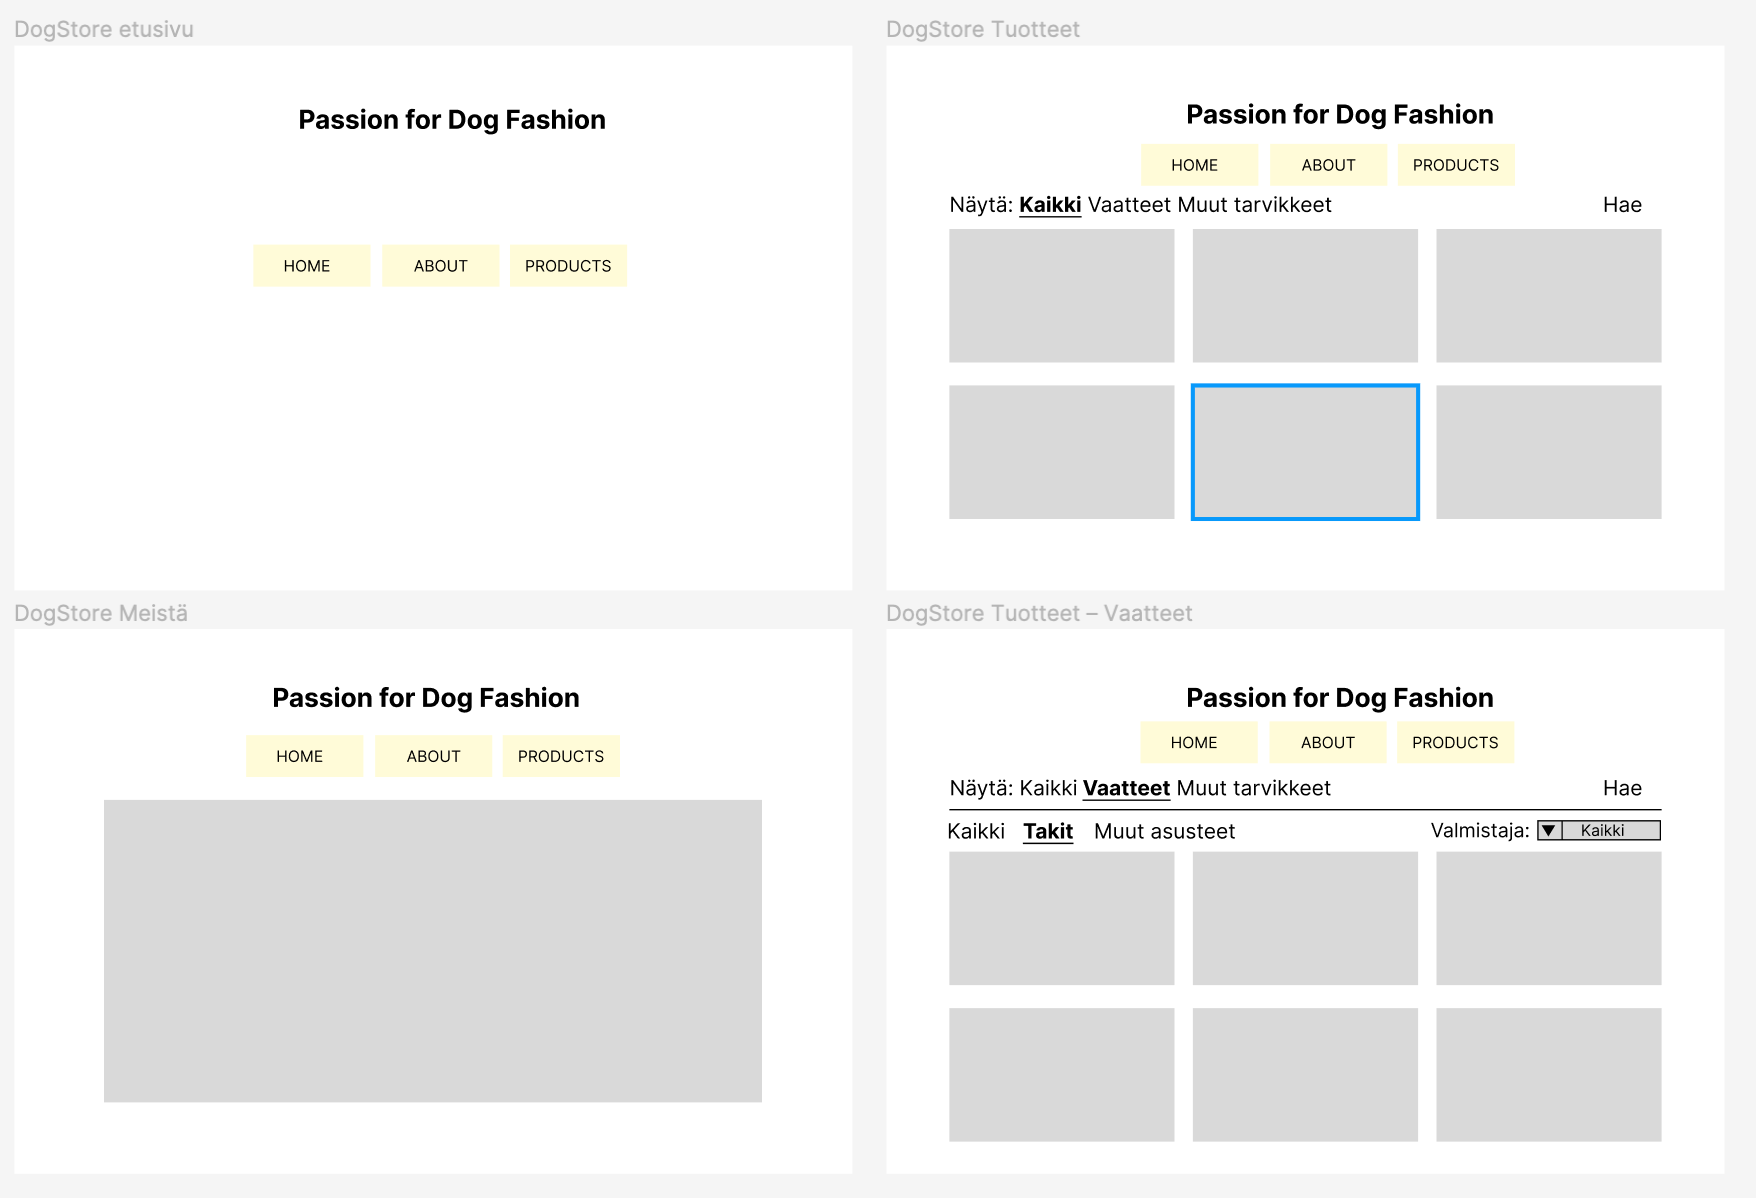 DogStore etusivu
Passion for Dog Fashion
HOME ABOUT PRODUCTS
DogStore Tuotteet
Passion for Dog Fashion
HOME ABOUT PRODUCTS
Näytä: Kaikki Vaatteet Muut tarvikkeet Hae
DogStore Meistä
Passion for Dog Fashion
HOME ABOUT PRODUCTS
DogStore Tuotteet – Vaatteet
Passion for Dog Fashion
HOME ABOUT PRODUCTS
Näytä: Kaikki Vaatteet Muut tarvikkeet Hae
Kaikki Takit Muut asusteet Valmistaja: Kaikki